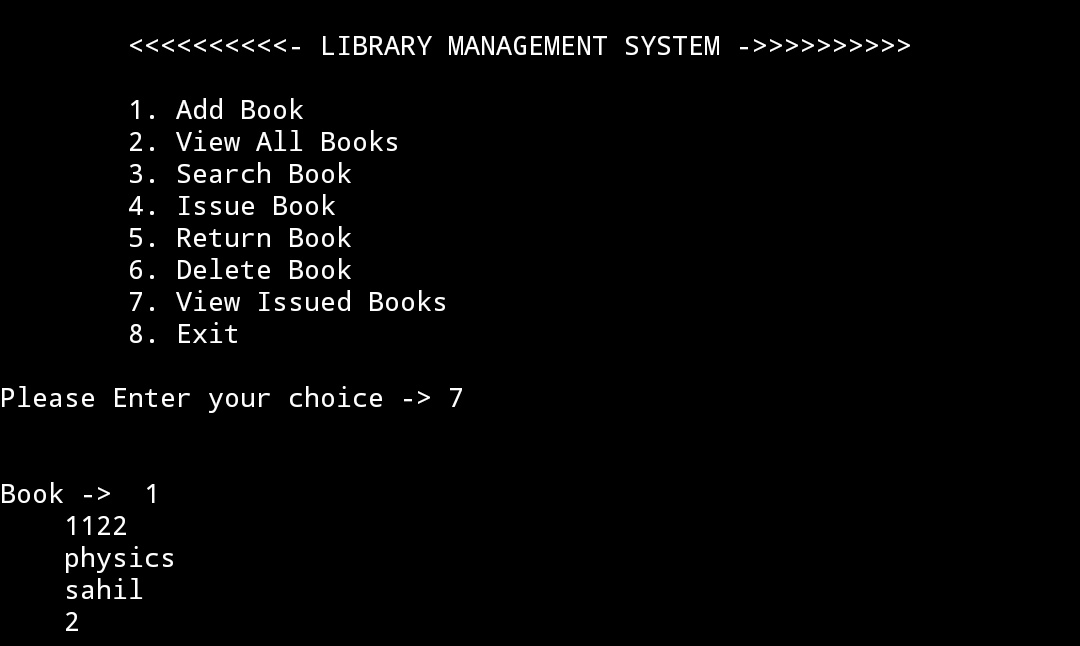 <<<<<<<<<<- LIBRARY MANAGEMENT SYSTEM ->>>>>>>>>>
1. Add Book
2. View All Books
3. Search Book
4. Issue Book
5. Return Book
6. Delete Book
7. View Issued Books
8. Exit
Please Enter your choice -> 7
Book ->  1
1122
physics
sahil
2